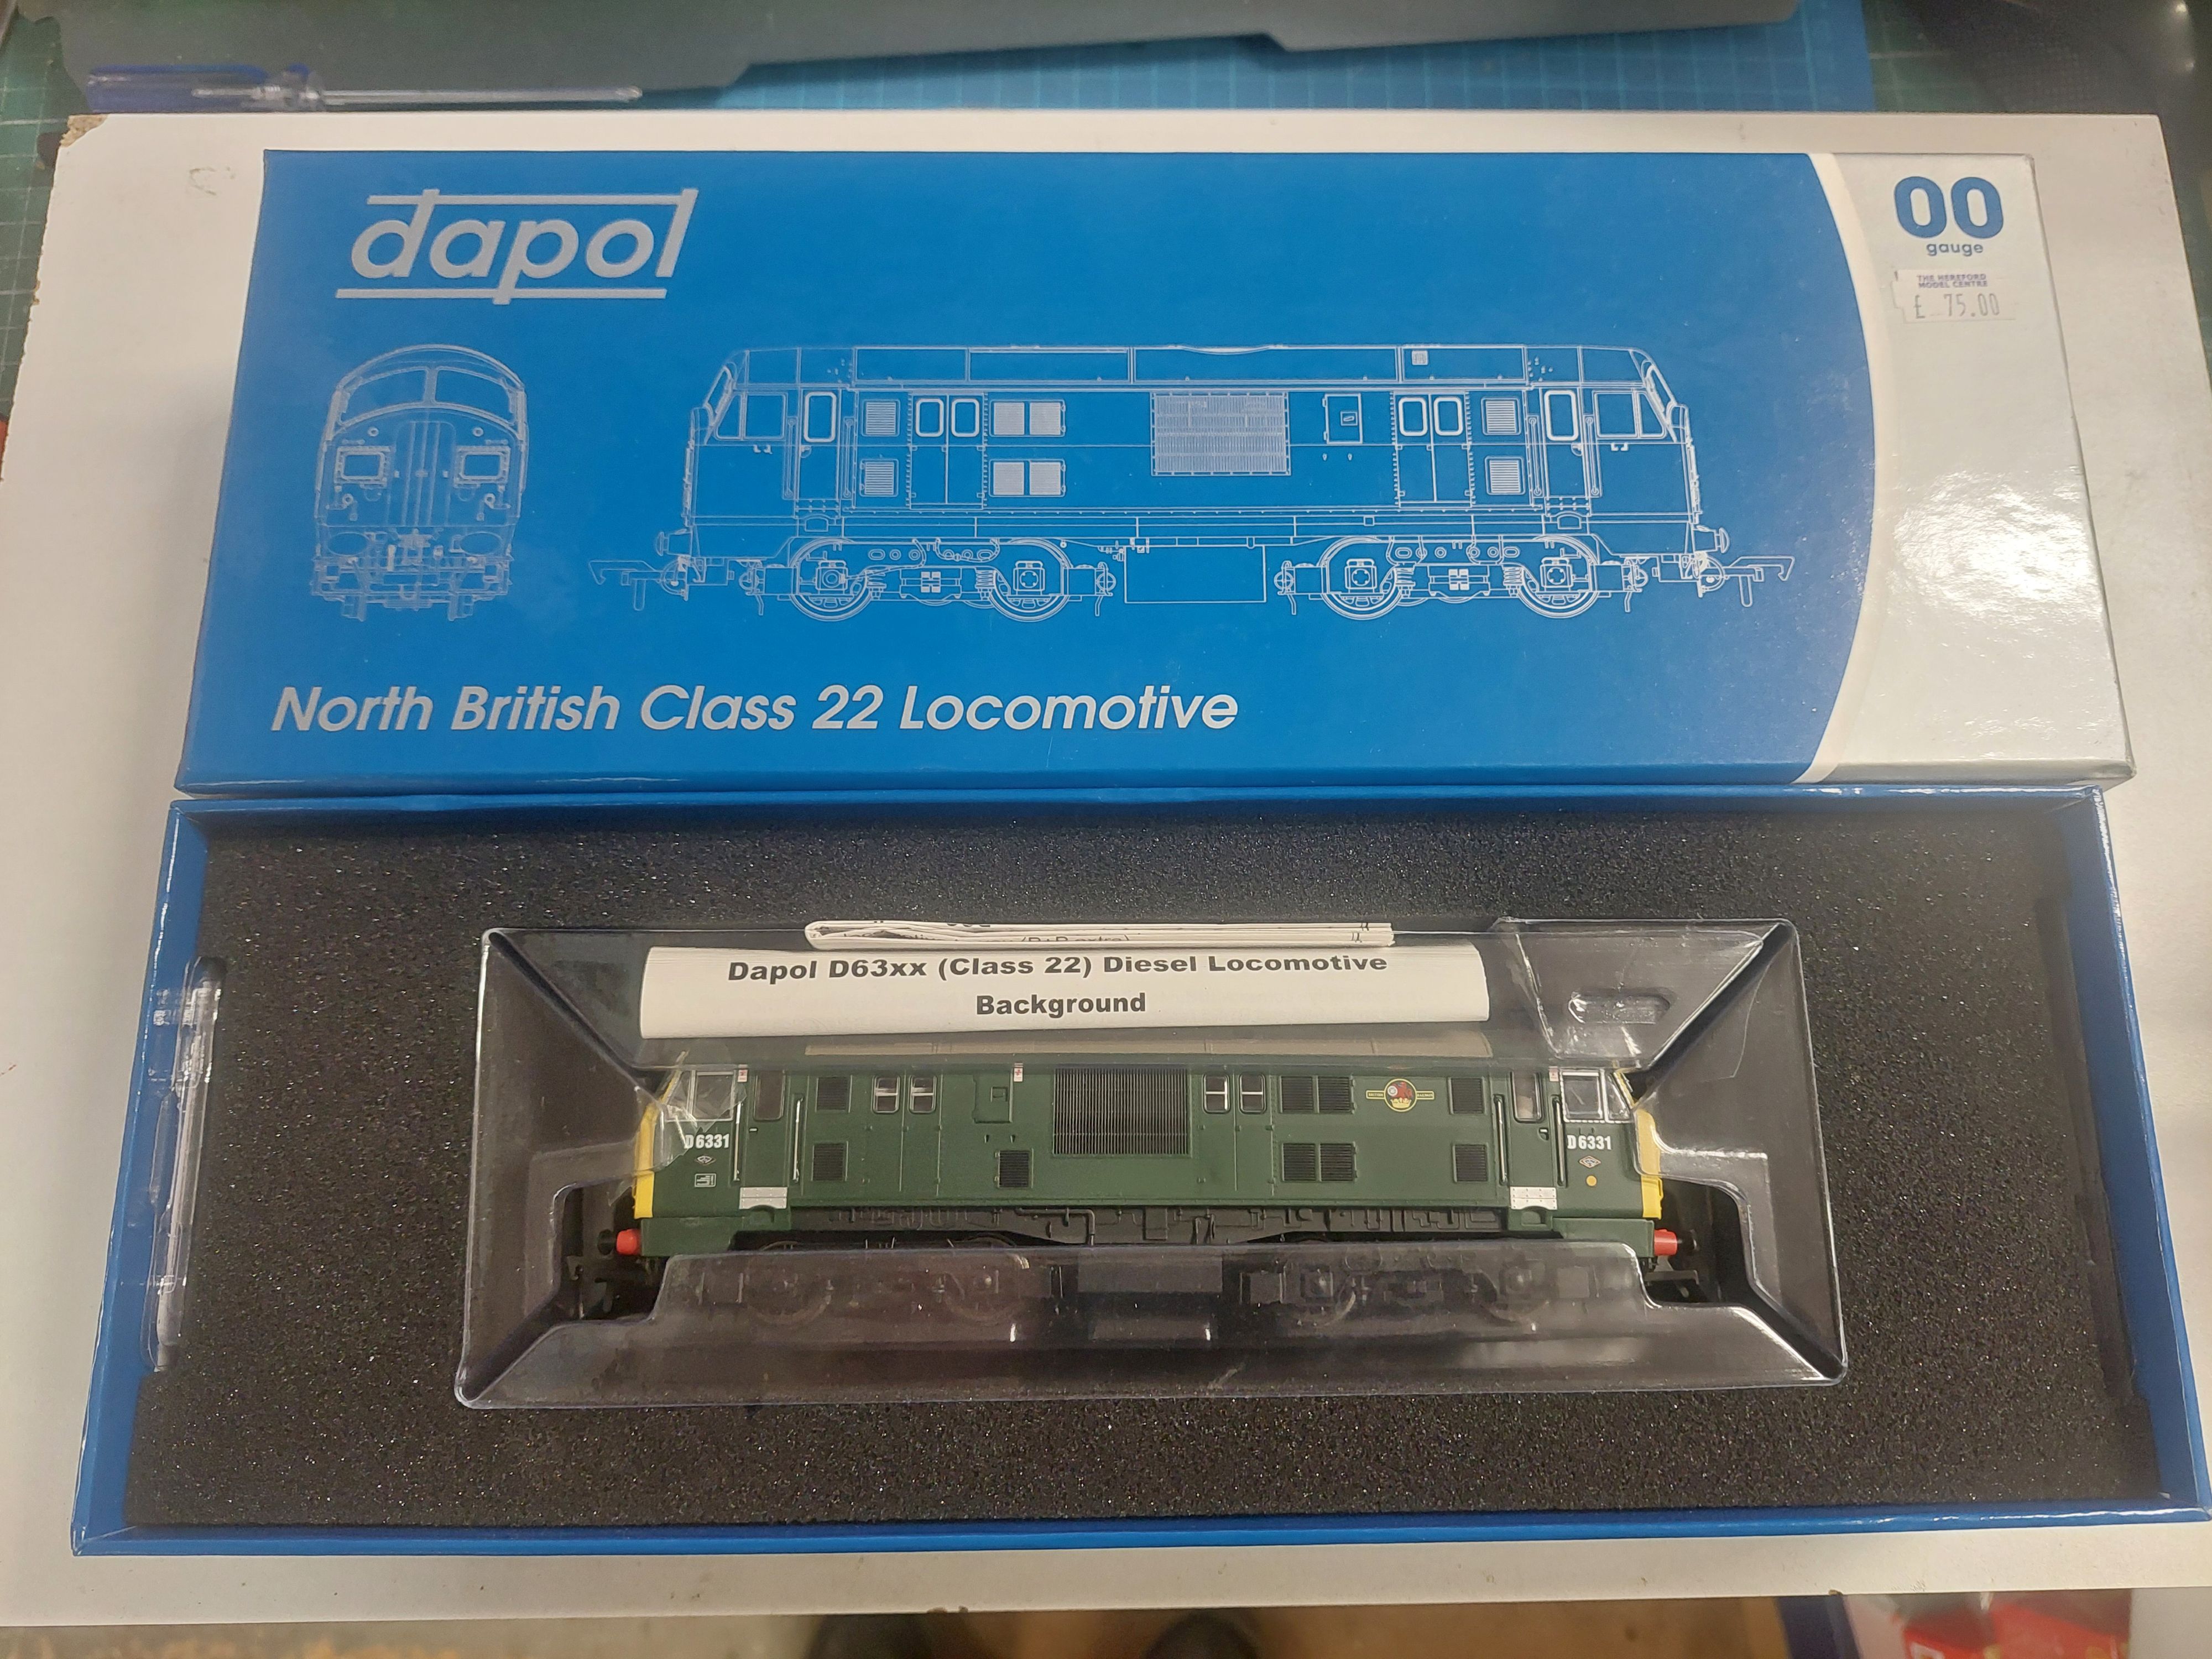 dapol
00
gauge
THE HEREFORD
MODEL CENTRE
£ 75.00
North British Class 22 Locomotive
(B+B extra)
Dapol D63xx (Class 22) Diesel Locomotive
Background
D6331
D6331